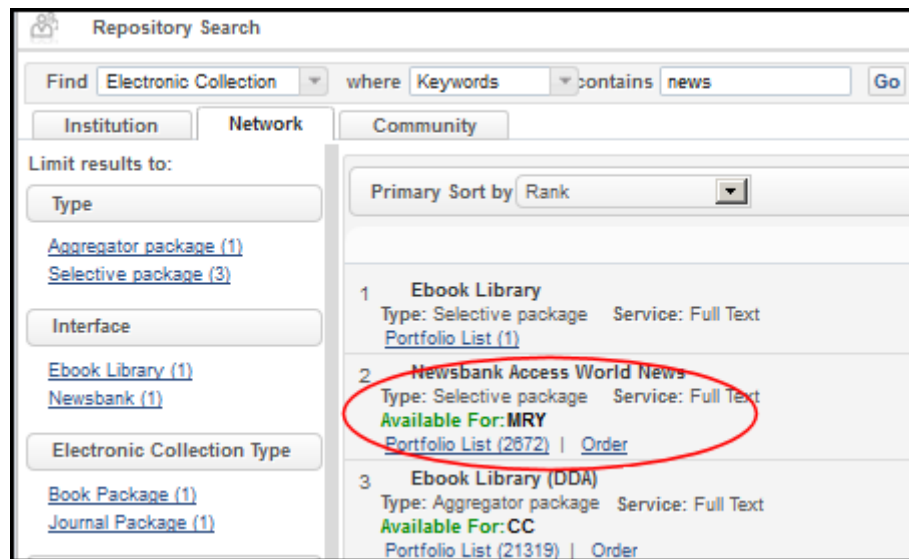 Repository Search
Find Electronic Collection where Keywords contains news Go
Institution Network Community
Limit results to:
Type
Aggregator package (1)
Selective package (3)
Interface
Ebook Library (1)
Newsbank (1)
Electronic Collection Type
Book Package (1)
Journal Package (1)
Primary Sort by Rank
1 Ebook Library
Type: Selective package Service: Full Text
Portfolio List (1)
2 Newsbank Access World News
Type: Selective package Service: Full Text
Available For: MRY
Portfolio List (2672) | Order
3 Ebook Library (DDA)
Type: Aggregator package Service: Full Text
Available For: CC
Portfolio List (21319) | Order